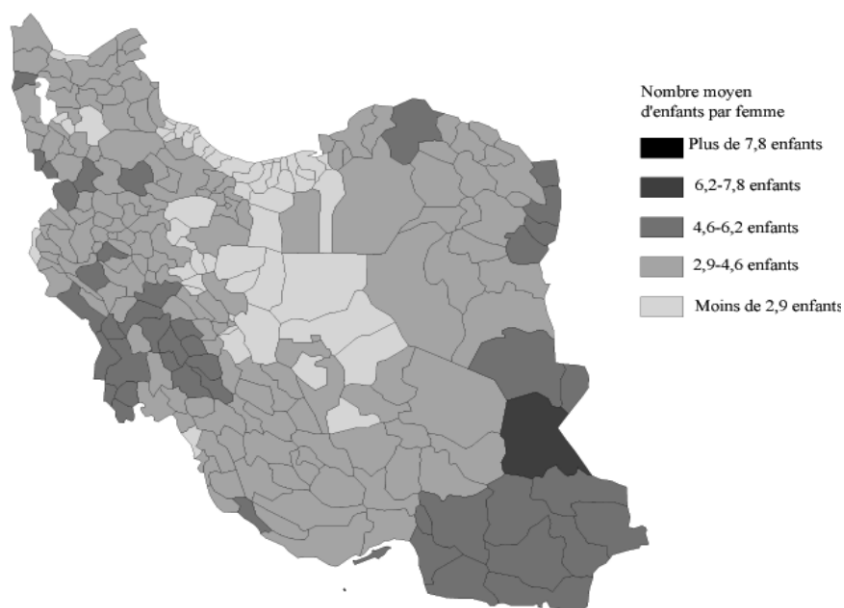 Nombre moyen
d'enfants par femme
Plus de 7,8 enfants
6,2-7,8 enfants
4,6-6,2 enfants
2,9-4,6 enfants
Moins de 2,9 enfants